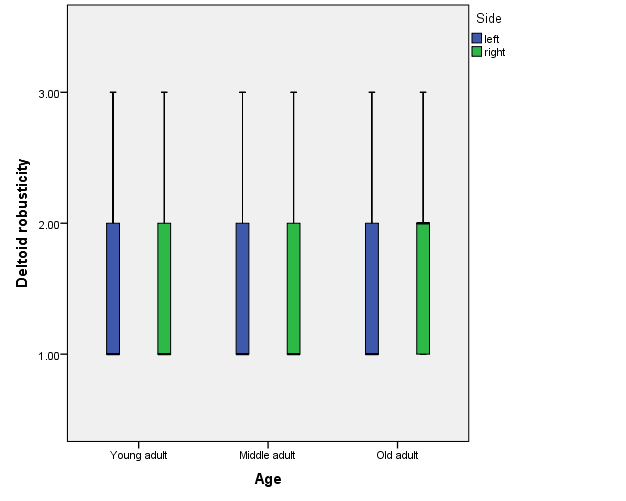 Side
left
right
Deltoid robusticity
3.00
2.00
1.00
Young adult
Middle adult
Old adult
Age